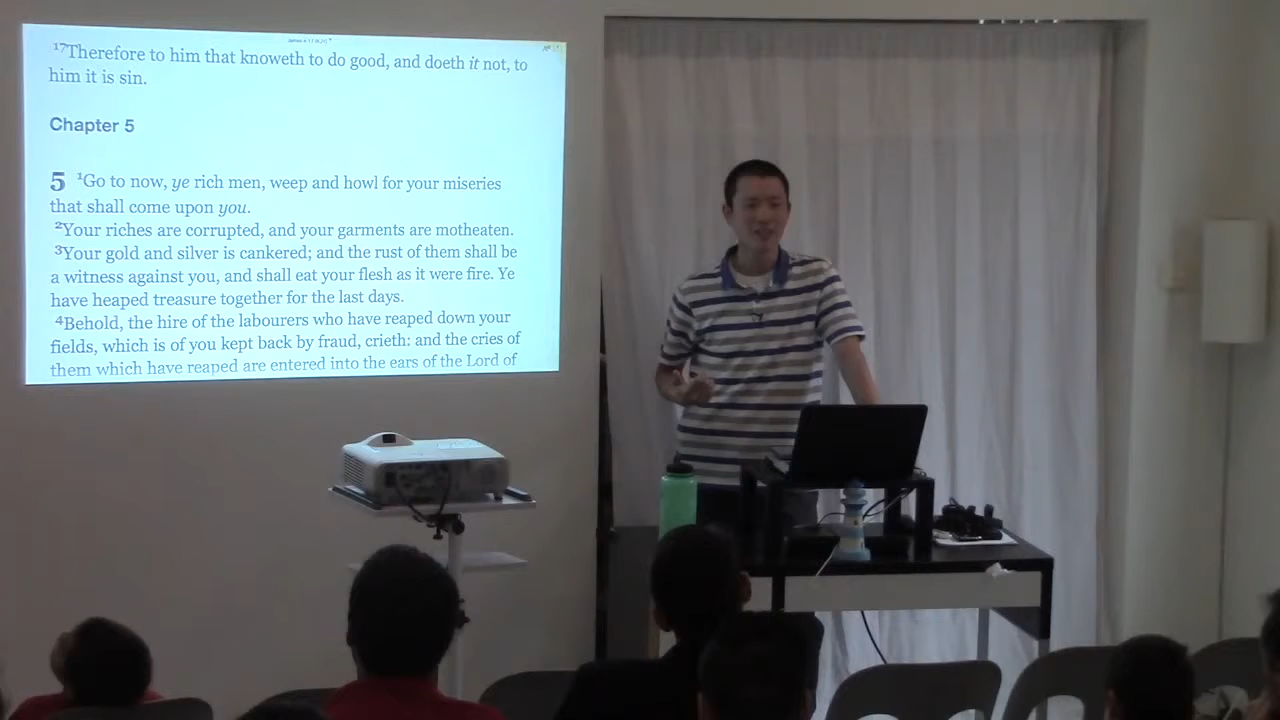 ¹⁷Therefore to him that knoweth to do good, and doeth it not, to
him it is sin.
Chapter 5
5 ¹Go to now, ye rich men, weep and howl for your miseries
that shall come upon you.
²Your riches are corrupted, and your garments are motheaten.
³Your gold and silver is cankered; and the rust of them shall be
a witness against you, and shall eat your flesh as it were fire. Ye
have heaped treasure together for the last days.
⁴Behold, the hire of the labourers who have reaped down your
fields, which is of you kept back by fraud, crieth: and the cries of
them which have reaped are entered into the ears of the Lord of